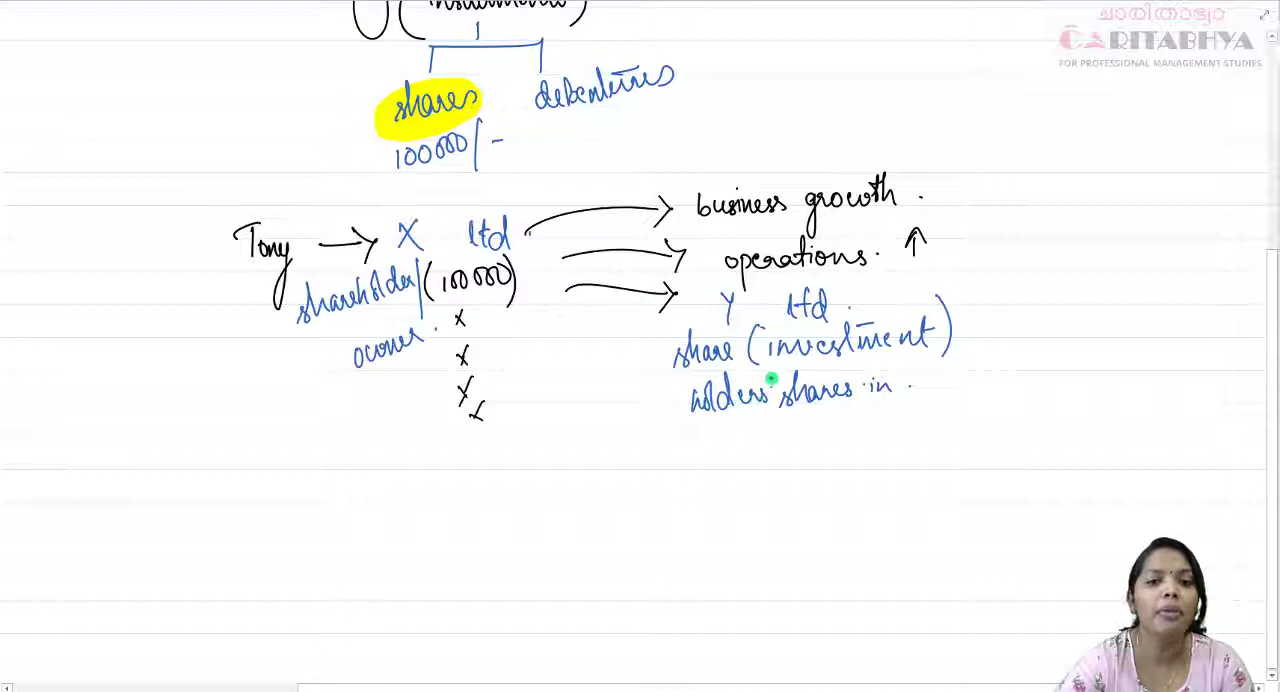 (instruments)
ചാരിതാഭ്യാ
CARITABHYA
FOR PROFESSIONAL MANAGEMENT STUDIES
shares debentures
100000/-
business growth.
Tony → X ltd
operations. ↑
shareholder/ (100000)
Y ltd.
owner.
share (investment)
holders shares in.